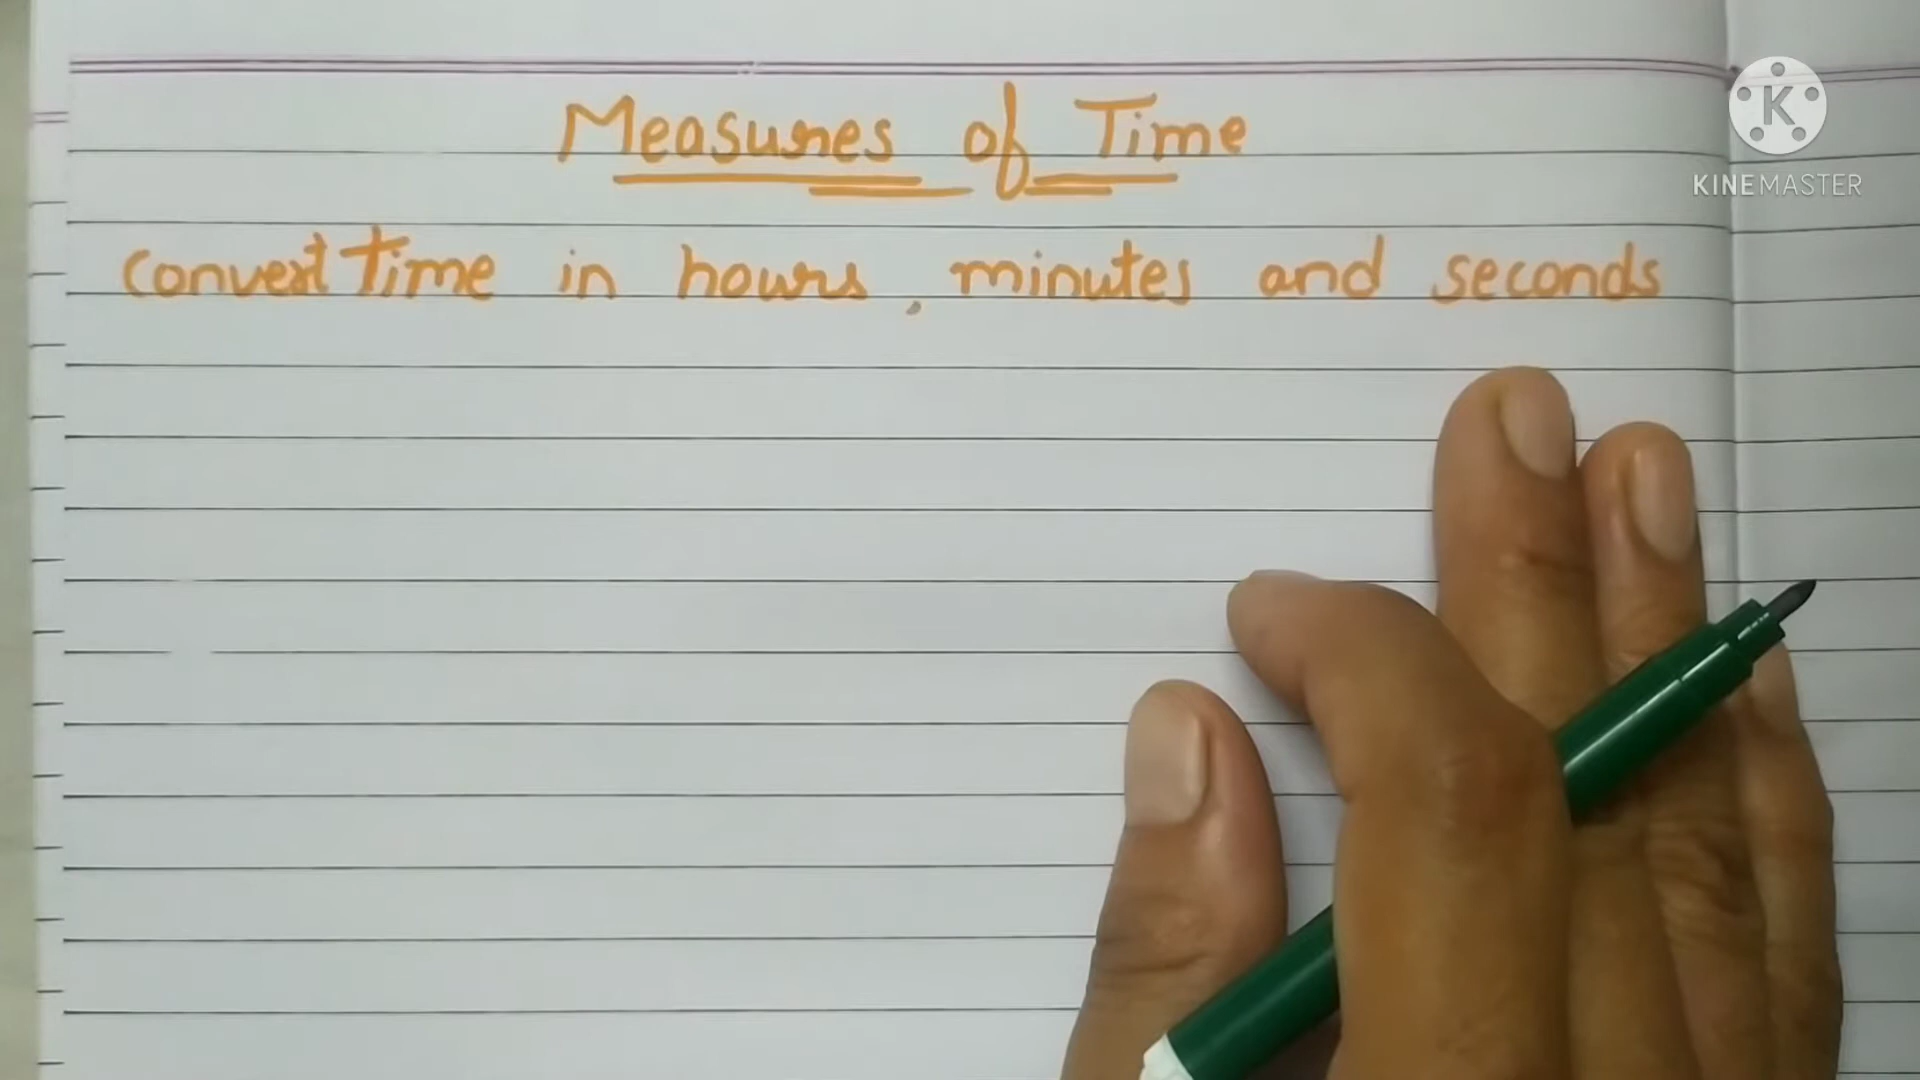 Measures of Time
K
KINEMASTER
convert Time in hours, minutes and seconds